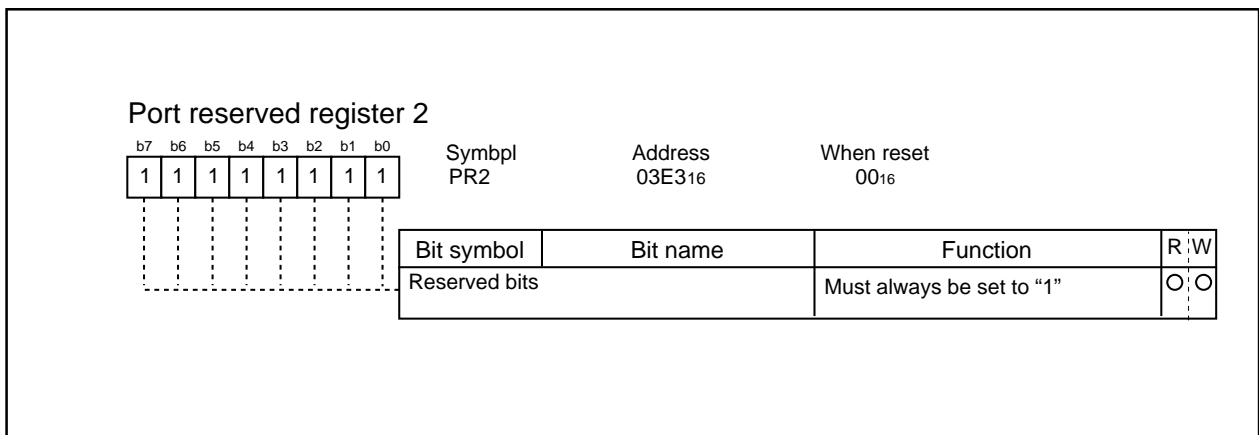 Port reserved register 2
b7 b6 b5 b4 b3 b2 b1 b0
1 1 1 1 1 1 1 1
Symbpl Address When reset
PR2 03E316 0016
Bit symbol Bit name Function R W
Reserved bits Must always be set to “1”